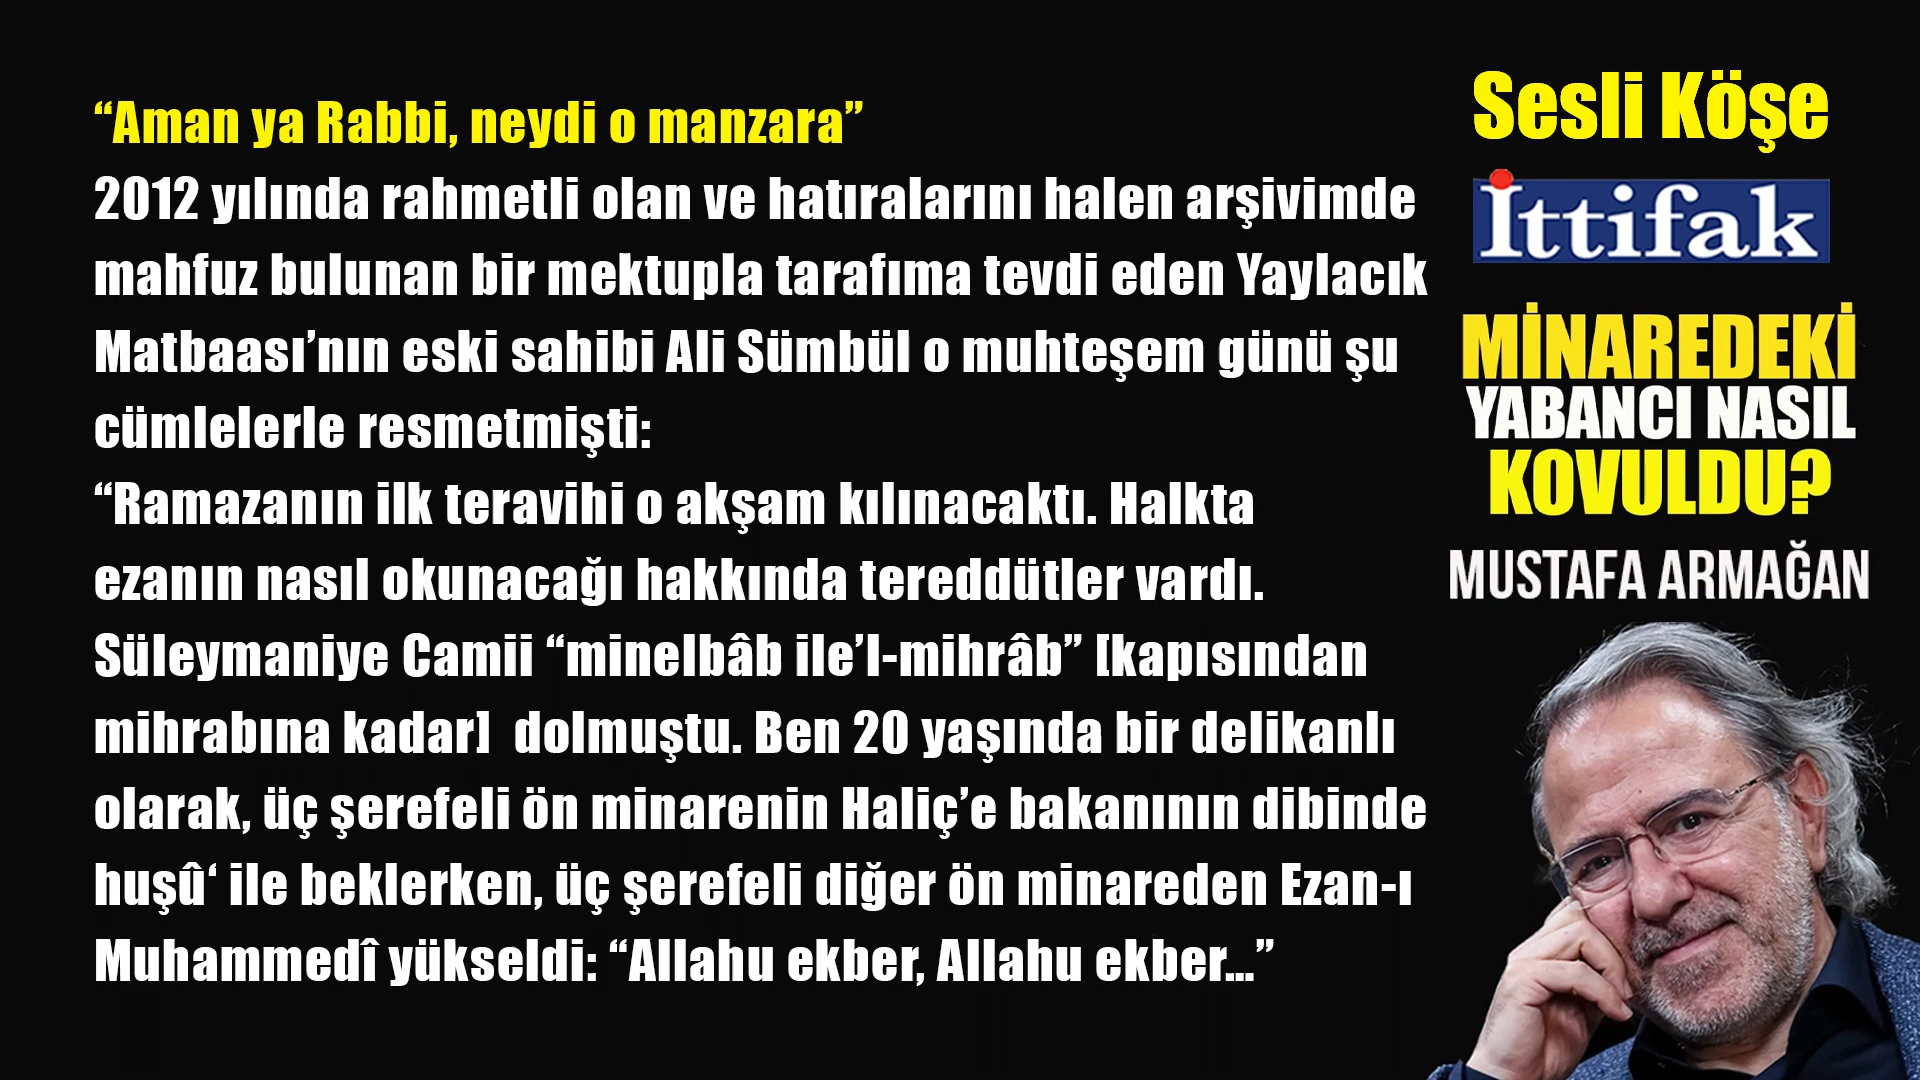 “Aman ya Rabbi, neydi o manzara”
2012 yılında rahmetli olan ve hatıralarını halen arşivimde
mahfuz bulunan bir mektupla tarafıma tevdi eden Yaylacık
Matbaası’nın eski sahibi Ali Sümbül o muhteşem günü şu
cümlelerle resmetmişti:
“Ramazanın ilk teravihi o akşam kılınacaktı. Halkta
ezanın nasıl okunacağı hakkında tereddütler vardı.
Süleymaniye Camii “minelbâb ile’l-mihrâb” [kapısından
mihrabına kadar]  dolmuştu. Ben 20 yaşında bir delikanlı
olarak, üç şerefeli ön minarenin Haliç’e bakanının dibinde
huşû‘ ile beklerken, üç şerefeli diğer ön minareden Ezan-ı
Muhammedî yükseldi: “Allahu ekber, Allahu ekber...”
Sesli Köşe
İttifak
MİNAREDEKİ
YABANCI NASIL
KOVULDU?
MUSTAFA ARMAĞAN